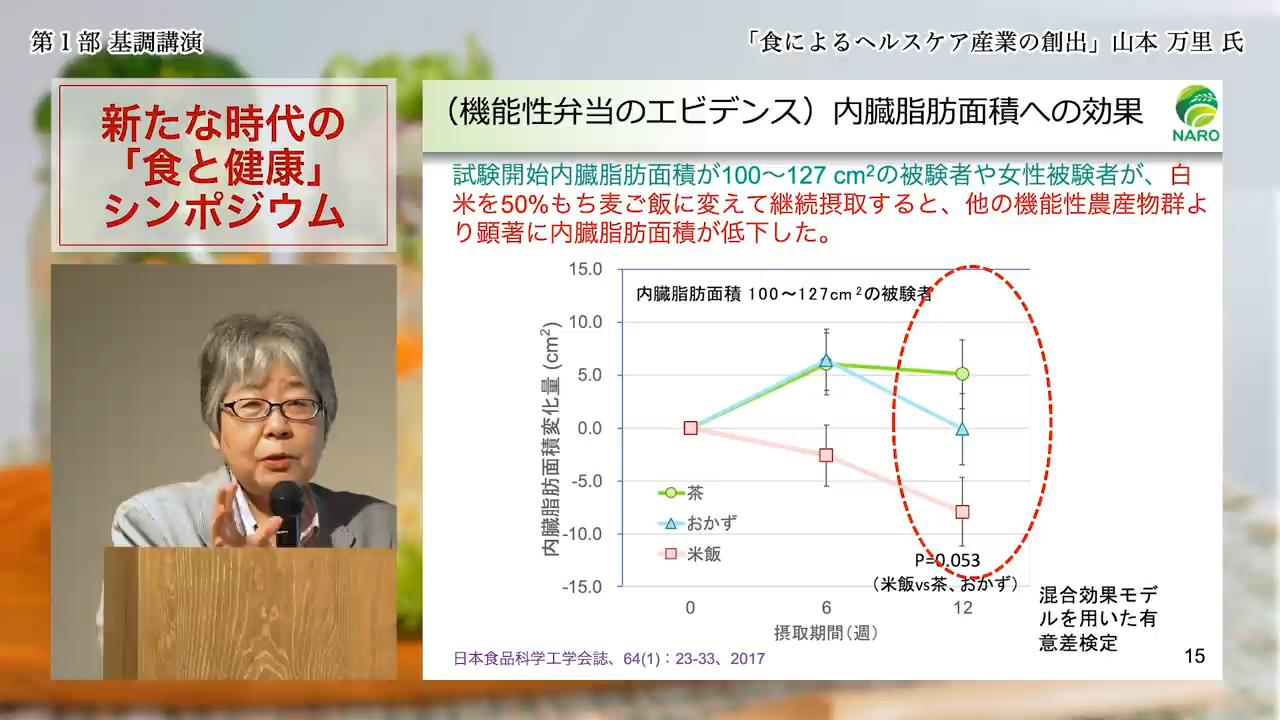 第1部 基調講演
「食によるヘルスケア産業の創出」山本 万里 氏
新たな時代の
「食と健康」
シンポジウム
（機能性弁当のエビデンス）内臓脂肪面積への効果
NARO
試験開始内臓脂肪面積が100～127 cm²の被験者や女性被験者が、白
米を50%もち麦ご飯に変えて継続摂取すると、他の機能性農産物群よ
り顕著に内臓脂肪面積が低下した。
内臓脂肪面積 100～127cm²の被験者
内臓脂肪面積変化量 (cm²)
15.0
10.0
5.0
0.0
-5.0
-10.0
-15.0
茶
おかず
米飯
P=0.053
（米飯vs茶、おかず）
0 6 12
摂取期間（週）
混合効果モデ
ルを用いた有
意差検定
日本食品科学工学会誌、64(1)：23-33、2017
15